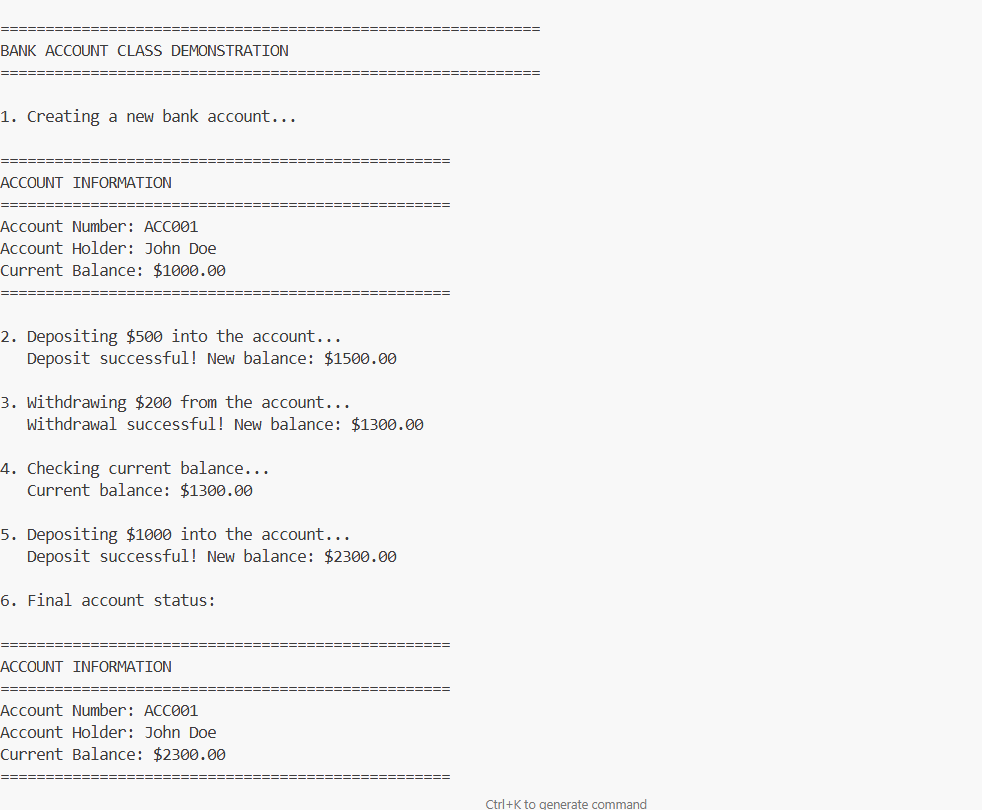 ============================================================
BANK ACCOUNT CLASS DEMONSTRATION
============================================================
1. Creating a new bank account...
==================================================
ACCOUNT INFORMATION
==================================================
Account Number: ACC001
Account Holder: John Doe
Current Balance: $1000.00
==================================================
2. Depositing $500 into the account...
   Deposit successful! New balance: $1500.00
3. Withdrawing $200 from the account...
   Withdrawal successful! New balance: $1300.00
4. Checking current balance...
   Current balance: $1300.00
5. Depositing $1000 into the account...
   Deposit successful! New balance: $2300.00
6. Final account status:
==================================================
ACCOUNT INFORMATION
==================================================
Account Number: ACC001
Account Holder: John Doe
Current Balance: $2300.00
==================================================
Ctrl+K to generate command